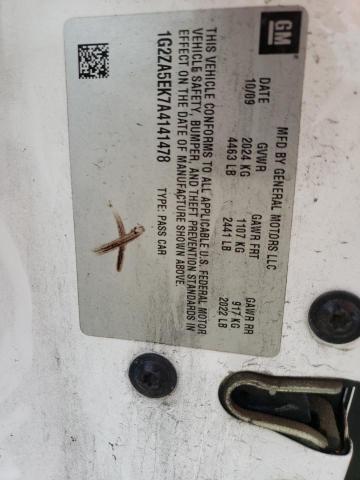 GM
MFD BY GENERAL MOTORS LLC
DATE GVWR GAWR FRT GAWR RR
10/09 2024 KG 1107 KG 917 KG
4463 LB 2441 LB 2022 LB
THIS VEHICLE CONFORMS TO ALL APPLICABLE U.S. FEDERAL MOTOR
VEHICLE SAFETY, BUMPER, AND THEFT PREVENTION STANDARDS IN
EFFECT ON THE DATE OF MANUFACTURE SHOWN ABOVE.
1G2ZA5EK7A4141478 TYPE: PASS CAR